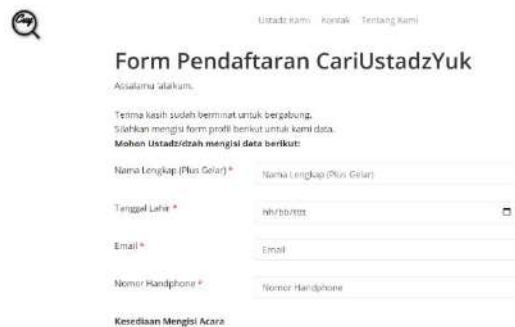 Cuy
Ustadz Kami Kontak Tentang Kami
Form Pendaftaran CariUstadzYuk
Assalamu'alaikum.
Terima kasih sudah berminat untuk bergabung.
Silahkan mengisi form profil berikut untuk kami data.
Mohon Ustadz/dzah mengisi data berikut:
Nama Lengkap (Plus Gelar) * Nama Lengkap (Plus Gelar)
Tanggal Lahir * hh/bb/tttt
Email * Email
Nomor Handphone * Nomor Handphone
Kesediaan Mengisi Acara